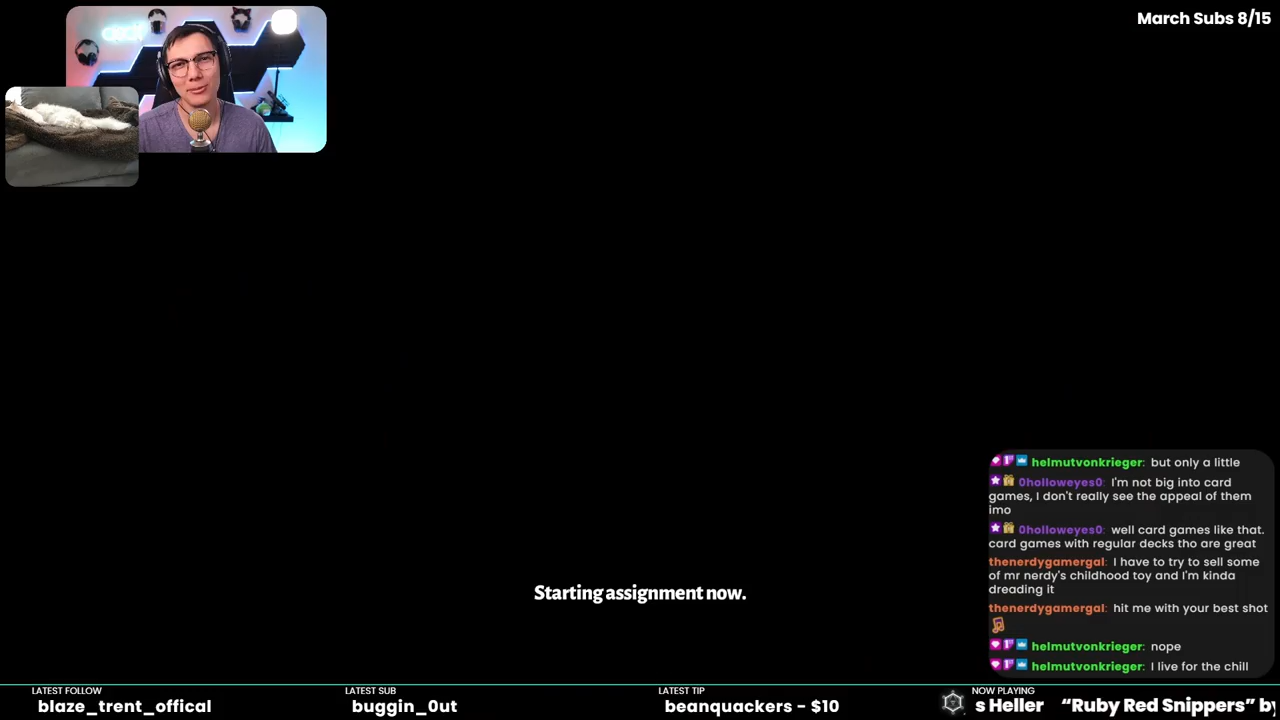 March Subs 8/15
Starting assignment now.
helmutvonkrieger: but only a little
0holloweyes0: I'm not big into card
games, I don't really see the appeal of them
imo
0holloweyes0: well card games like that.
card games with regular decks tho are great
thenerdygamergal: I have to try to sell some
of mr nerdy's childhood toy and I'm kinda
dreading it
thenerdygamergal: hit me with your best shot
helmutvonkrieger: nope
helmutvonkrieger: I live for the chill
LATEST FOLLOW
blaze_trent_offical
LATEST SUB
buggin_0ut
LATEST TIP
beanquackers - $10
NOW PLAYING
s Heller “Ruby Red Snippers” by